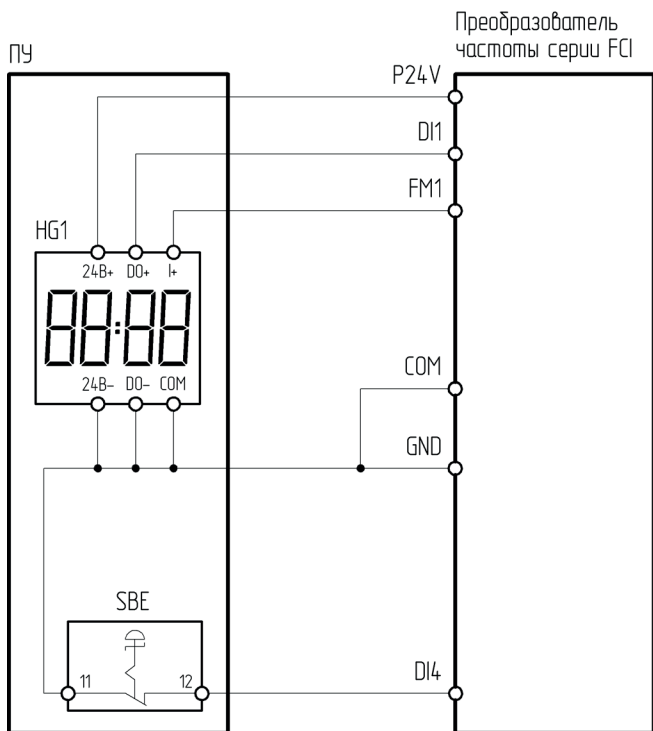 Преобразователь
частоты серии FCI
ПУ
P24V
DI1
FM1
HG1
24В+ DO+ I+
88:88
24В– DO– COM
COM
GND
SBE
11 12
DI4